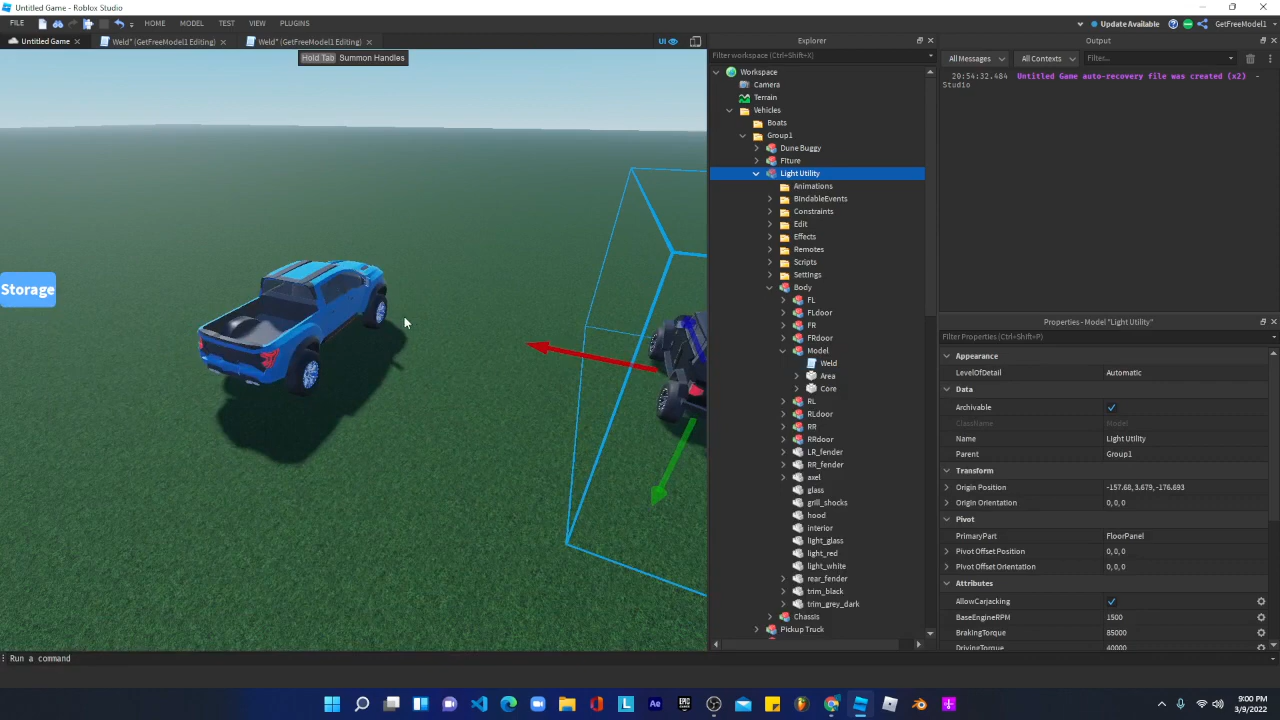 Untitled Game - Roblox Studio
FILE HOME MODEL TEST VIEW PLUGINS Update Available GetFreeModel1
Untitled Game Weld* (GetFreeModel1 Editing) Weld* (GetFreeModel1 Editing) UI
Hold Tab Summon Handles
Storage
Explorer
Filter workspace (Ctrl+Shift+X)
Workspace
Camera
Terrain
Vehicles
Boats
Group1
Dune Buggy
Fiture
Light Utility
Animations
BindableEvents
Constraints
Edit
Effects
Remotes
Scripts
Settings
Body
FL
FLdoor
FR
FRdoor
Model
Weld
Area
Core
RL
RLdoor
RR
RRdoor
LR_fender
RR_fender
axel
glass
grill_shocks
hood
interior
light_glass
light_red
light_white
rear_fender
trim_black
trim_grey_dark
Chassis
Pickup Truck
Output
All Messages All Contexts Filter...
20:54:32.484 Untitled Game auto-recovery file was created (x2) -
Studio
Properties - Model "Light Utility"
Filter Properties (Ctrl+Shift+P)
Appearance
LevelOfDetail Automatic
Data
Archivable
ClassName Model
Name Light Utility
Parent Group1
Transform
Origin Position -157.68, 3.679, -176.693
Origin Orientation 0, 0, 0
Pivot
PrimaryPart FloorPanel
Pivot Offset Position 0, 0, 0
Pivot Offset Orientation 0, 0, 0
Attributes
AllowCarjacking
BaseEngineRPM 1500
BrakingTorque 85000
DrivingTorque 40000
Run a command
9:00 PM
3/9/2022